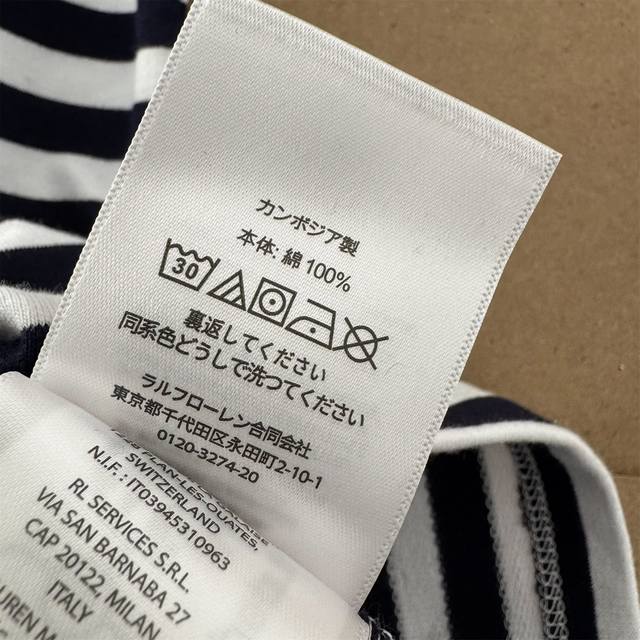 カンボジア製
本体: 綿 100%
30
裏返してください
同系色どうしで洗ってください
ラルフローレン合同会社
東京都千代田区永田町2-10-1
0120-3274-20
SWITZERLAND
N.I.F.: IT03945310963
RL SERVICES S.R.L.
VIA SAN BARNABA 27
CAP 20122, MILAN
ITALY